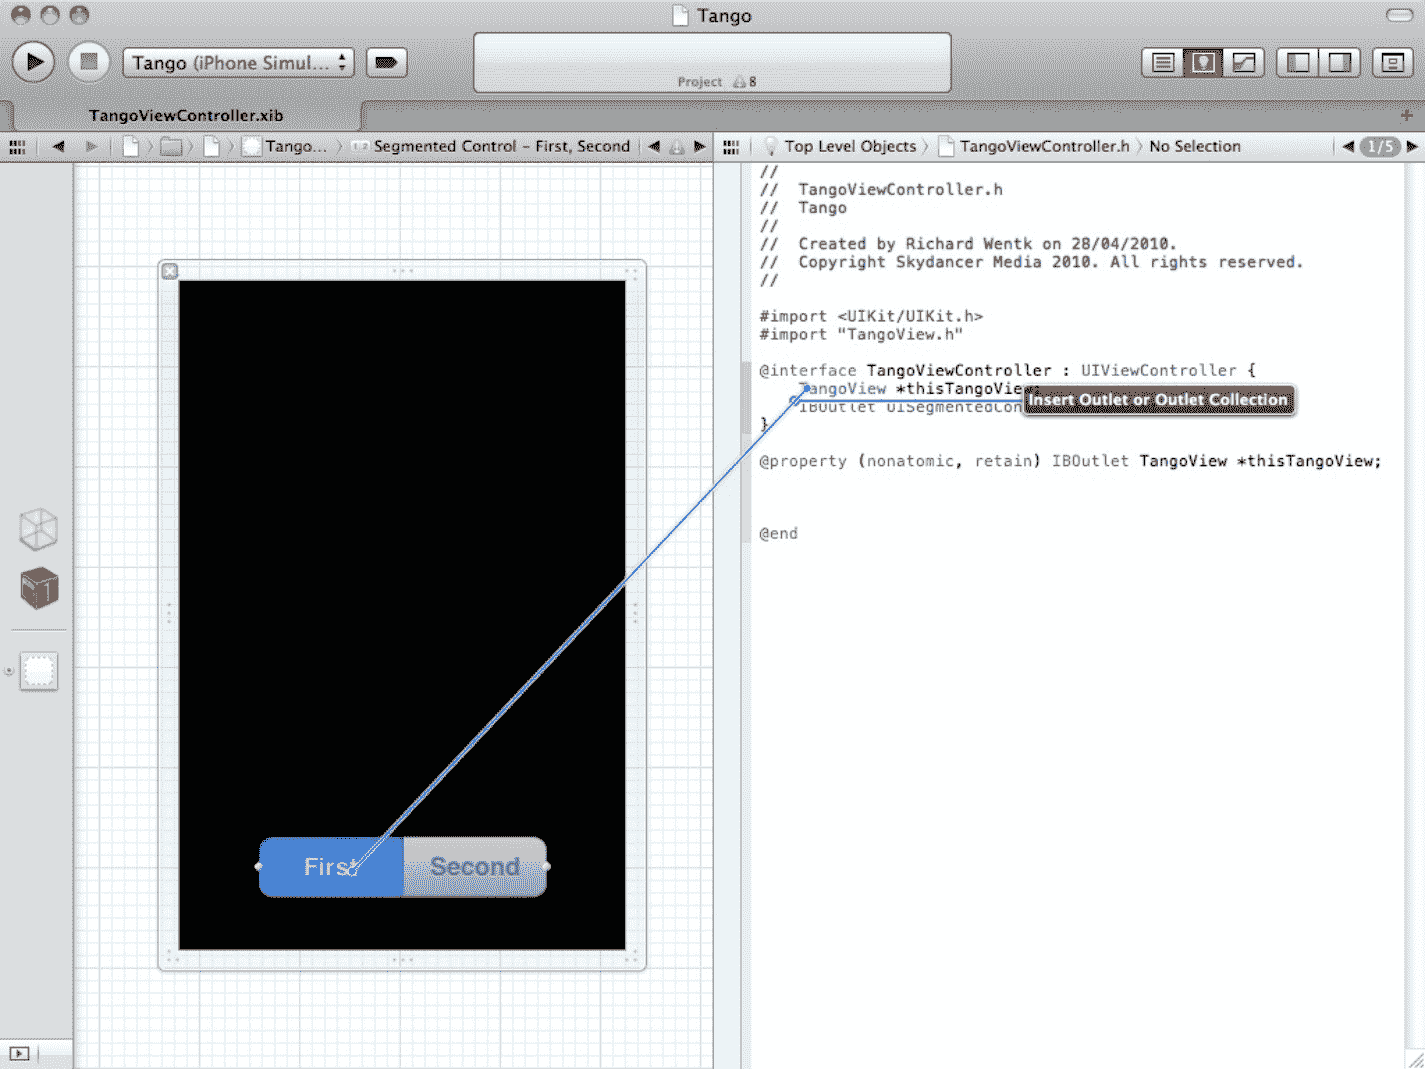 Tango
Tango (iPhone Simul...
Project 8
TangoViewController.xib
Tango... Segmented Control - First, Second
Top Level Objects TangoViewController.h No Selection 1/5
//
// TangoViewController.h
// Tango
//
// Created by Richard Wentk on 28/04/2010.
// Copyright Skydancer Media 2010. All rights reserved.
//
#import <UIKit/UIKit.h>
#import "TangoView.h"
@interface TangoViewController : UIViewController {
TangoView *thisTangoView;
Insert Outlet or Outlet Collection
IBOutlet UISegmentedCon
}
@property (nonatomic, retain) IBOutlet TangoView *thisTangoView;
@end
First Second